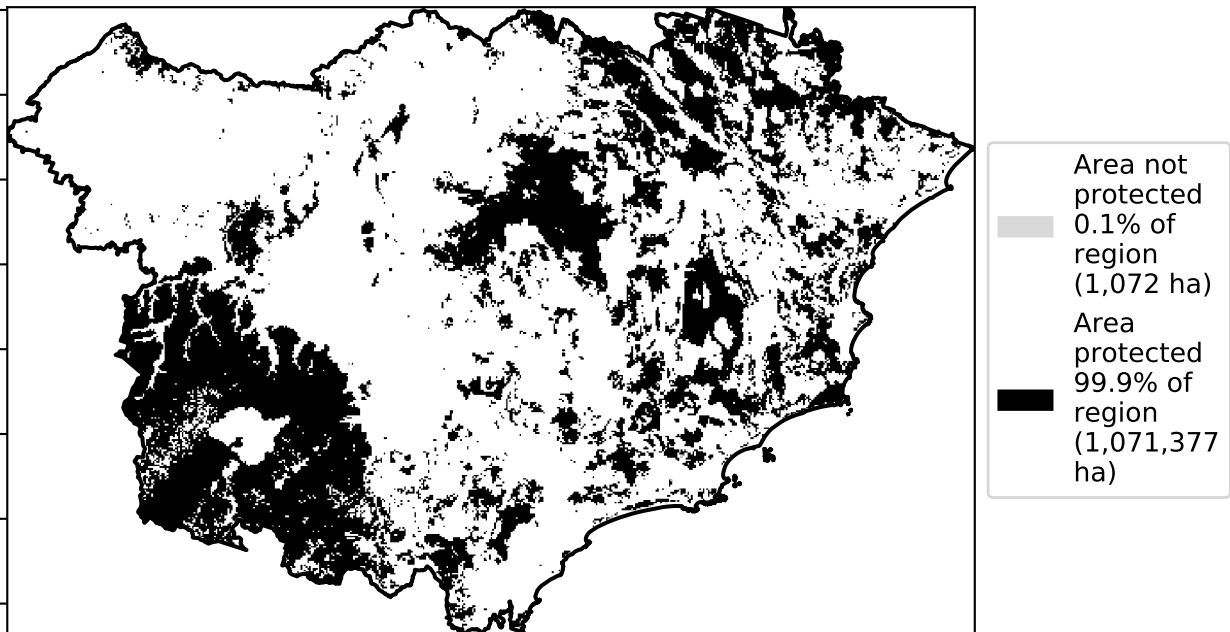 Area not
protected
0.1% of
region
(1,072 ha)
Area
protected
99.9% of
region
(1,071,377
ha)